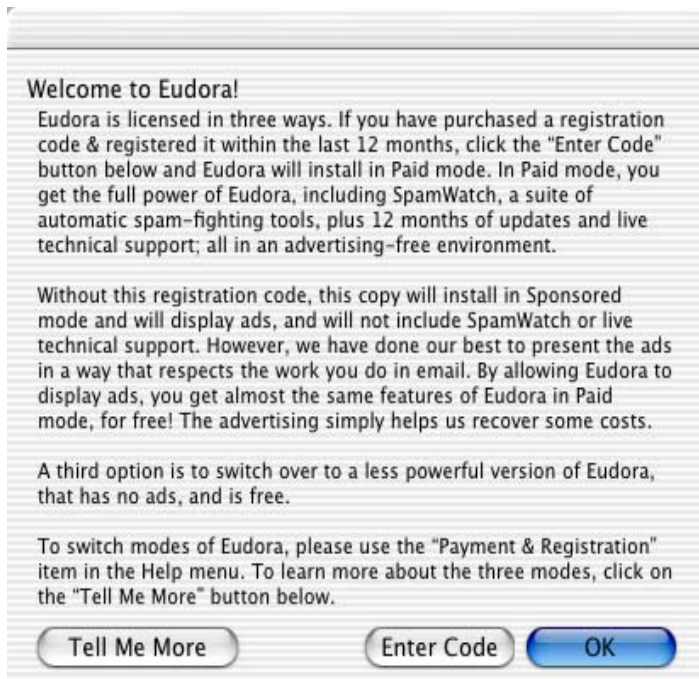 Welcome to Eudora!
Eudora is licensed in three ways. If you have purchased a registration
code & registered it within the last 12 months, click the “Enter Code”
button below and Eudora will install in Paid mode. In Paid mode, you
get the full power of Eudora, including SpamWatch, a suite of
automatic spam-fighting tools, plus 12 months of updates and live
technical support; all in an advertising-free environment.
Without this registration code, this copy will install in Sponsored
mode and will display ads, and will not include SpamWatch or live
technical support. However, we have done our best to present the ads
in a way that respects the work you do in email. By allowing Eudora to
display ads, you get almost the same features of Eudora in Paid
mode, for free! The advertising simply helps us recover some costs.
A third option is to switch over to a less powerful version of Eudora,
that has no ads, and is free.
To switch modes of Eudora, please use the “Payment & Registration”
item in the Help menu. To learn more about the three modes, click on
the “Tell Me More” button below.
Tell Me More
Enter Code
OK